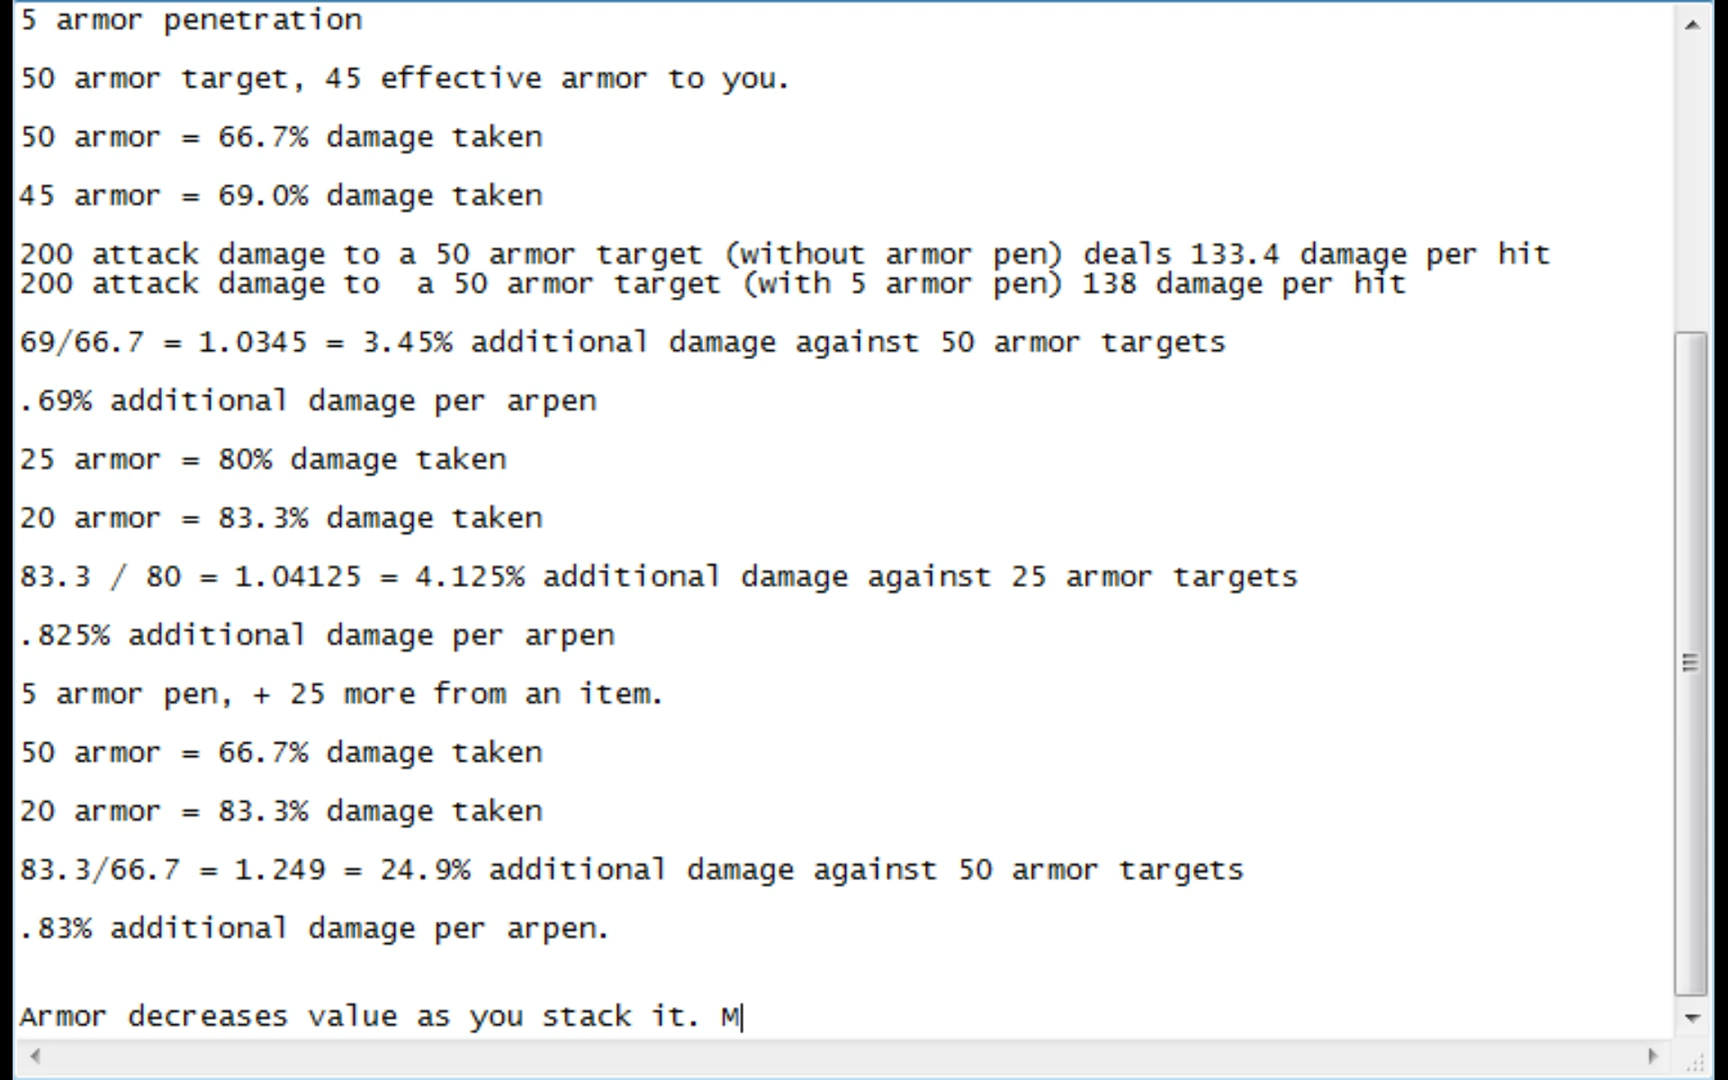 5 armor penetration
50 armor target, 45 effective armor to you.
50 armor = 66.7% damage taken
45 armor = 69.0% damage taken
200 attack damage to a 50 armor target (without armor pen) deals 133.4 damage per hit
200 attack damage to  a 50 armor target (with 5 armor pen) 138 damage per hit
69/66.7 = 1.0345 = 3.45% additional damage against 50 armor targets
.69% additional damage per arpen
25 armor = 80% damage taken
20 armor = 83.3% damage taken
83.3 / 80 = 1.04125 = 4.125% additional damage against 25 armor targets
.825% additional damage per arpen
5 armor pen, + 25 more from an item.
50 armor = 66.7% damage taken
20 armor = 83.3% damage taken
83.3/66.7 = 1.249 = 24.9% additional damage against 50 armor targets
.83% additional damage per arpen.
Armor decreases value as you stack it. M